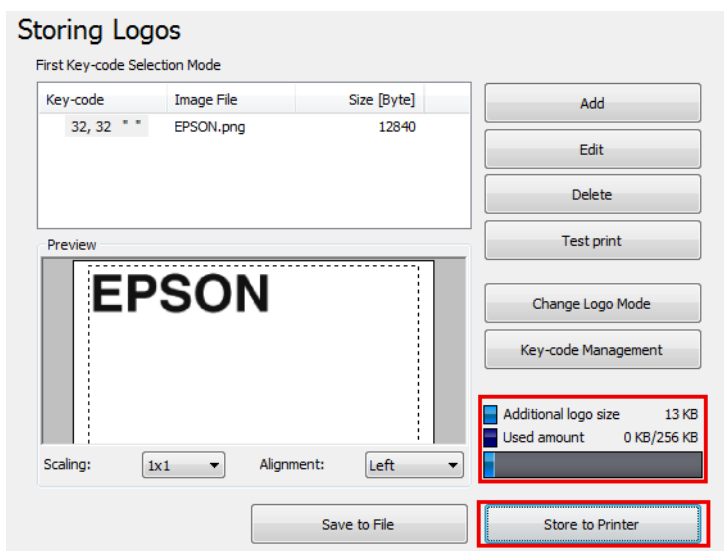 Storing Logos
First Key-code Selection Mode
Key-code Image File Size [Byte]
32, 32 " " EPSON.png 12840
Add
Edit
Delete
Test print
Preview
EPSON
Change Logo Mode
Key-code Management
Additional logo size 13 KB
Used amount 0 KB/256 KB
Scaling: 1x1 Alignment: Left
Save to File Store to Printer